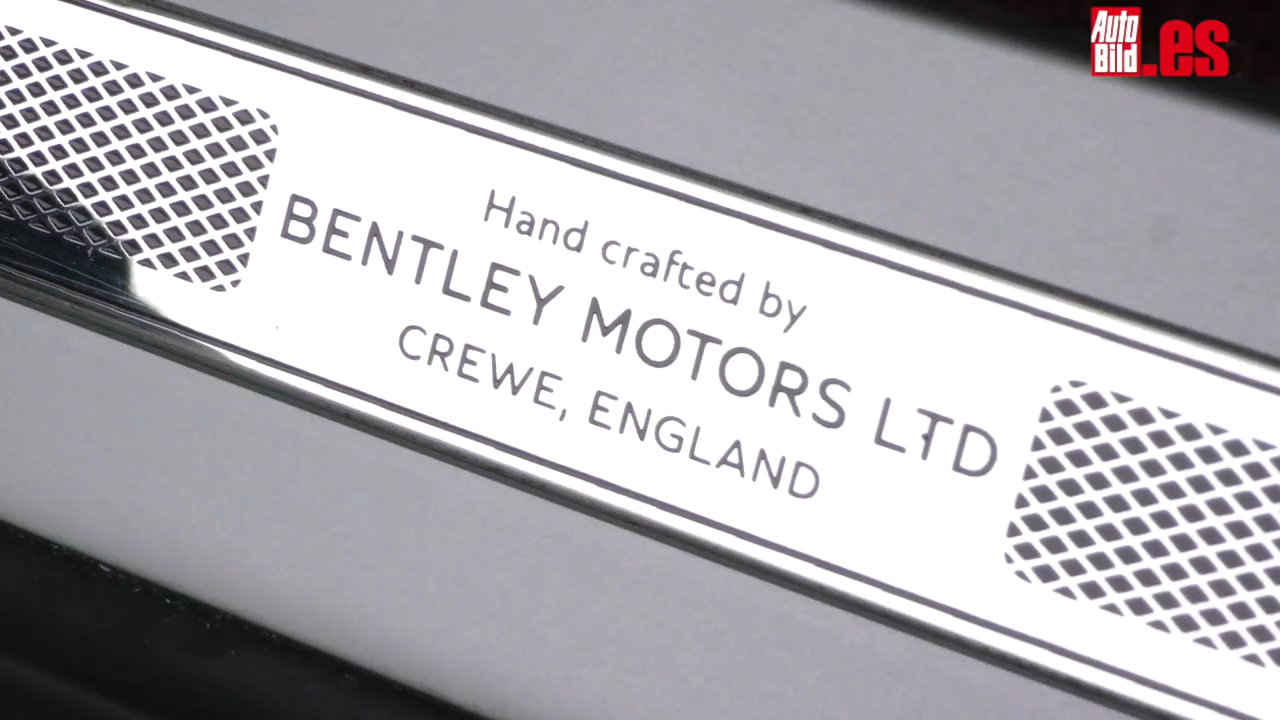 Auto
Bild.es
Hand crafted by
BENTLEY MOTORS LTD
CREWE, ENGLAND